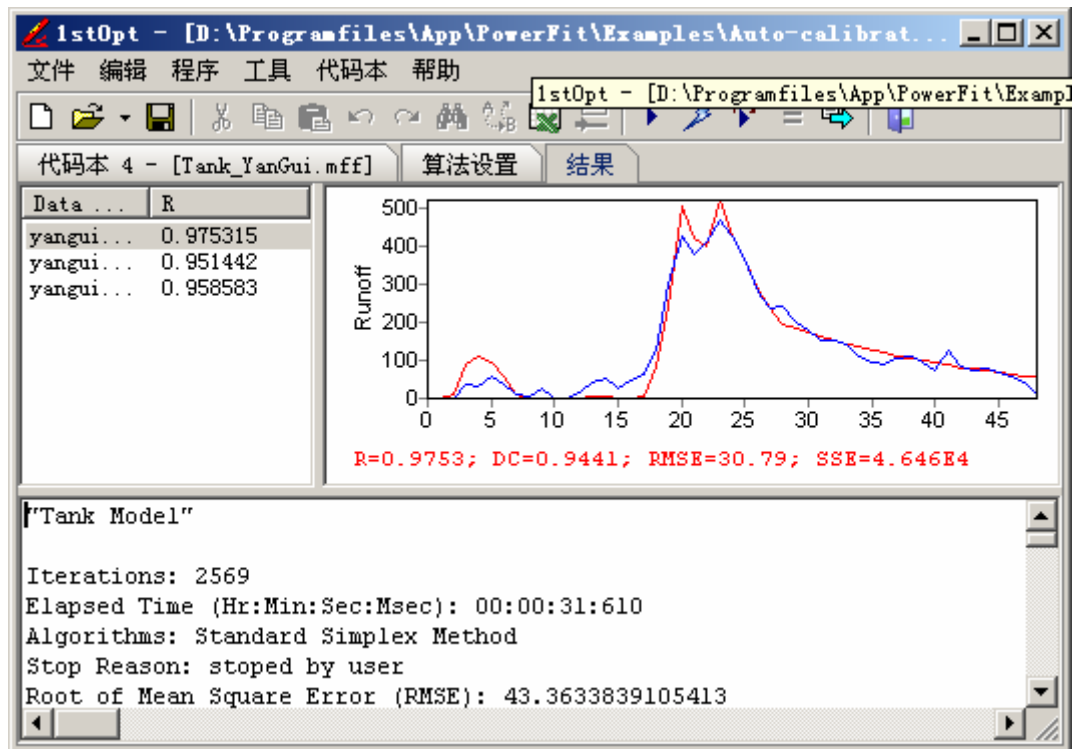 1stOpt - [D:\Programfiles\App\PowerFit\Examples\Auto-calibrat...
文件 编辑 程序 工具 代码本 帮助
1stOpt - [D:\Programfiles\App\PowerFit\Exampl
代码本 4 - [Tank_YanGui.mff] 算法设置 结果
Data ... R
yangui... 0.975315
yangui... 0.951442
yangui... 0.958583
Runoff
500
400
300
200
100
0
0 5 10 15 20 25 30 35 40 45
R=0.9753; DC=0.9441; RMSE=30.79; SSE=4.646E4
"Tank Model"
Iterations: 2569
Elapsed Time (Hr:Min:Sec:Msec): 00:00:31:610
Algorithms: Standard Simplex Method
Stop Reason: stoped by user
Root of Mean Square Error (RMSE): 43.3633839105413